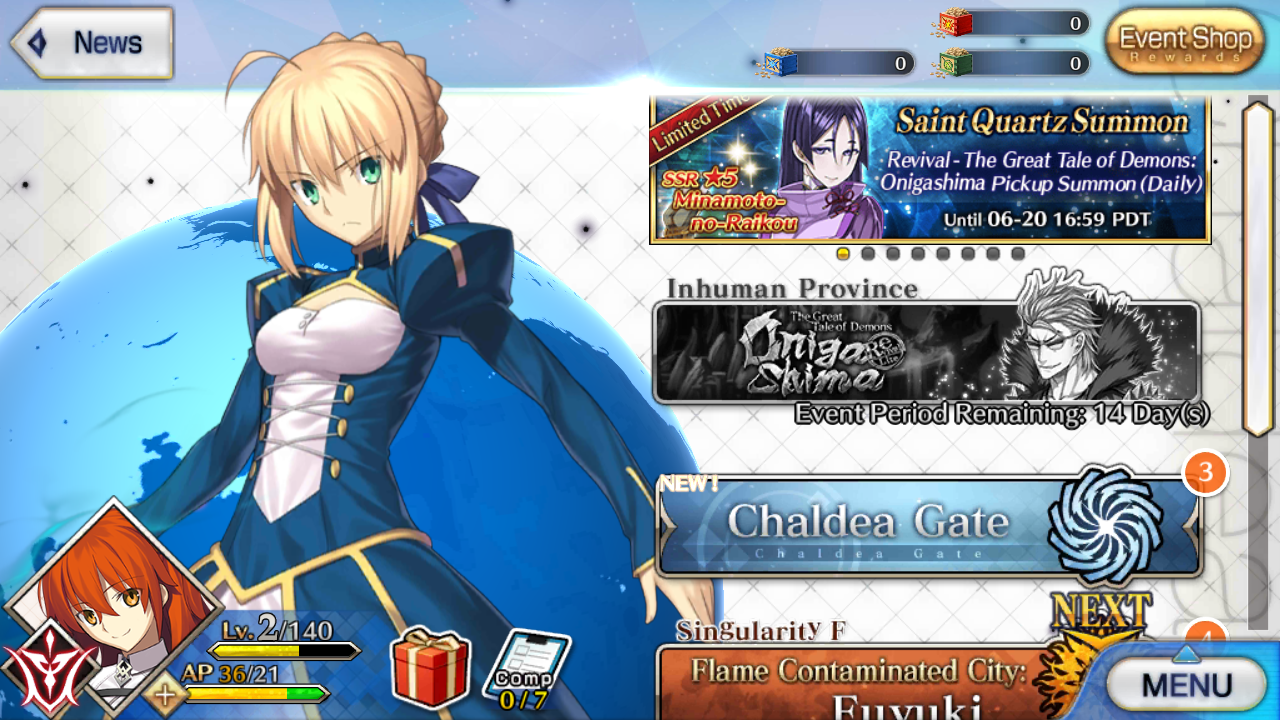 News
0
0
0
Event Shop
Rewards
Limited Time
Saint Quartz Summon
Revival - The Great Tale of Demons:
Onigashima Pickup Summon (Daily)
SSR ★5
Minamoto-
no-Raikou
Until 06-20 16:59 PDT
Inhuman Province
The Great
Tale of Demons
Onigashima
Re
Live
Lite
Event Period Remaining: 14 Day(s)
3
NEW!
Chaldea Gate
Chaldea Gate
NEXT
Singularity F
4
Flame Contaminated City:
Fuyuki
Lv. 2/140
AP 36/21
Comp
0/7
MENU